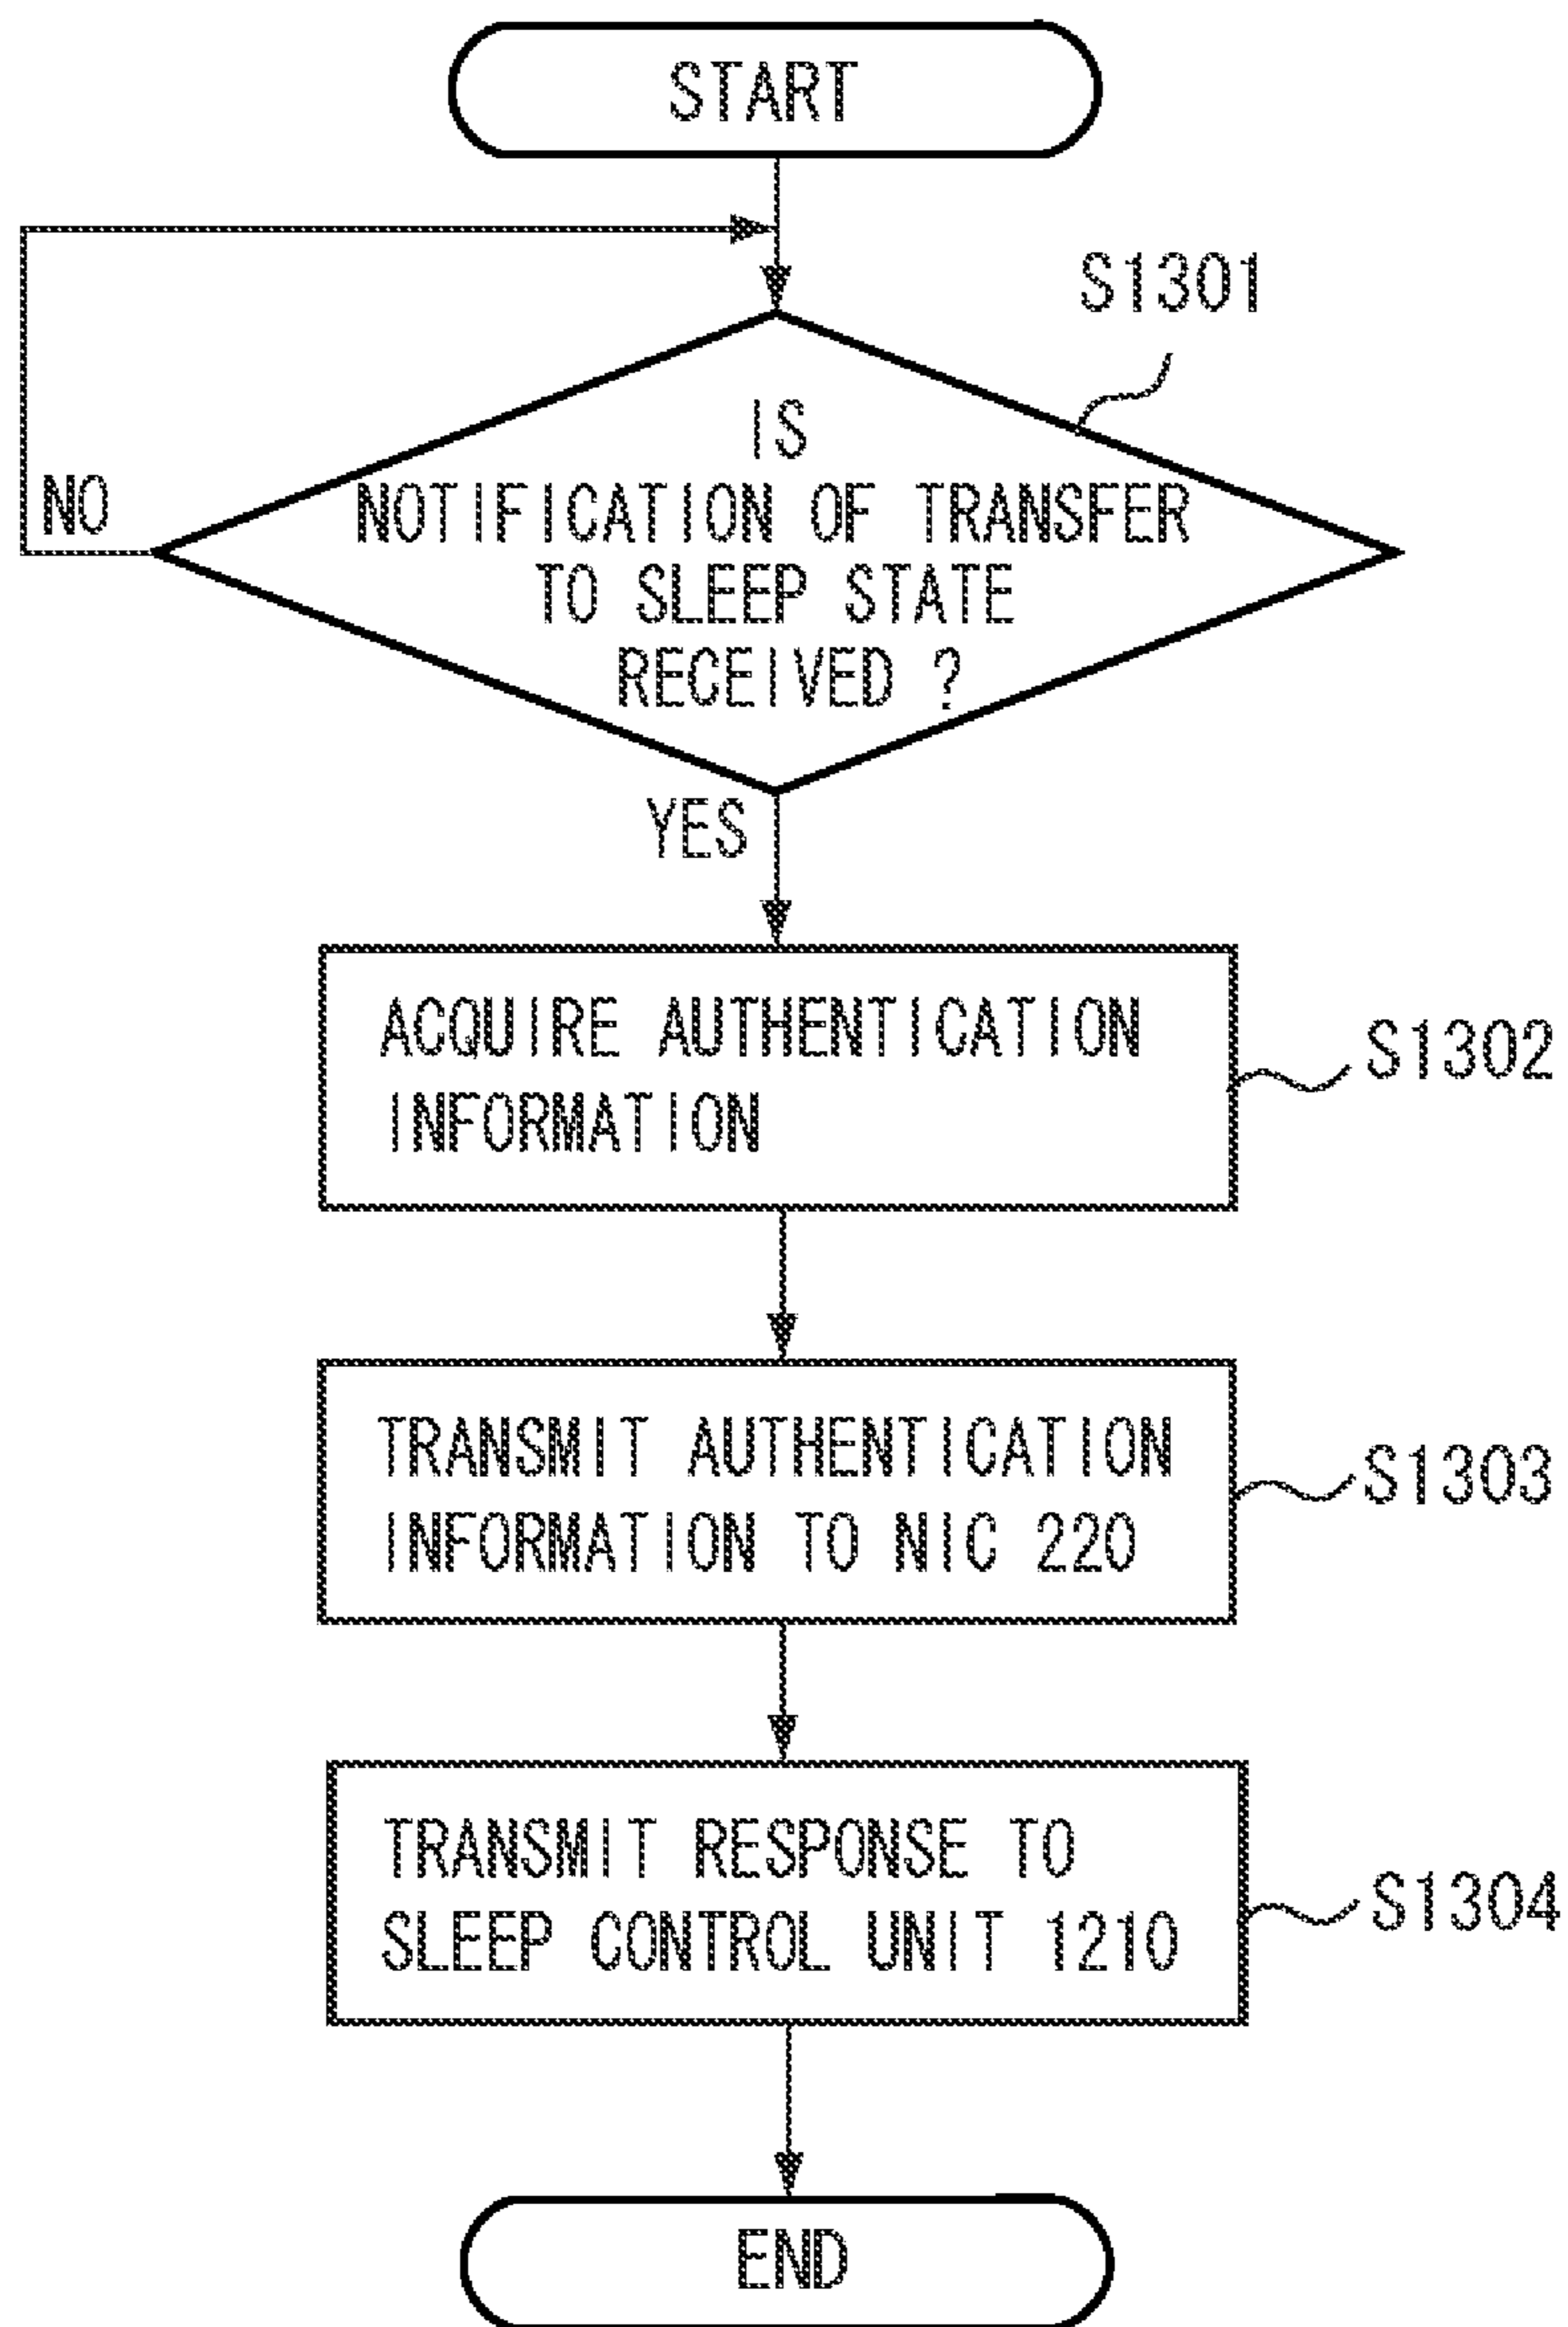 START
S1301
IS
NOTIFICATION OF TRANSFER
TO SLEEP STATE
RECEIVED ?
NO
YES
ACQUIRE AUTHENTICATION
INFORMATION
S1302
TRANSMIT AUTHENTICATION
INFORMATION TO NIC 220
S1303
TRANSMIT RESPONSE TO
SLEEP CONTROL UNIT 1210
S1304
END